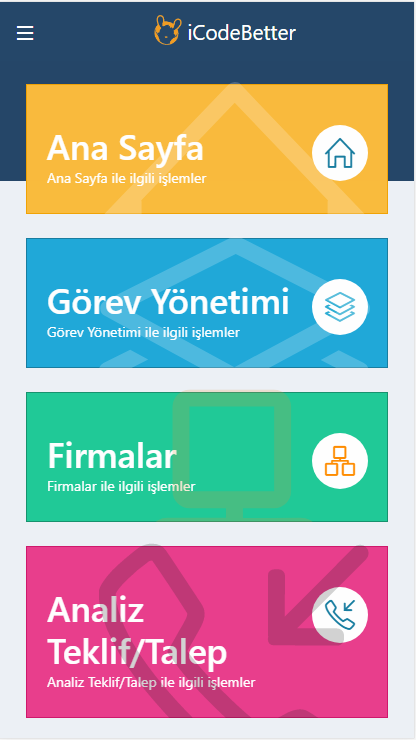 iCodeBetter
Ana Sayfa
Ana Sayfa ile ilgili işlemler
Görev Yönetimi
Görev Yönetimi ile ilgili işlemler
Firmalar
Firmalar ile ilgili işlemler
Analiz
Teklif/Talep
Analiz Teklif/Talep ile ilgili işlemler